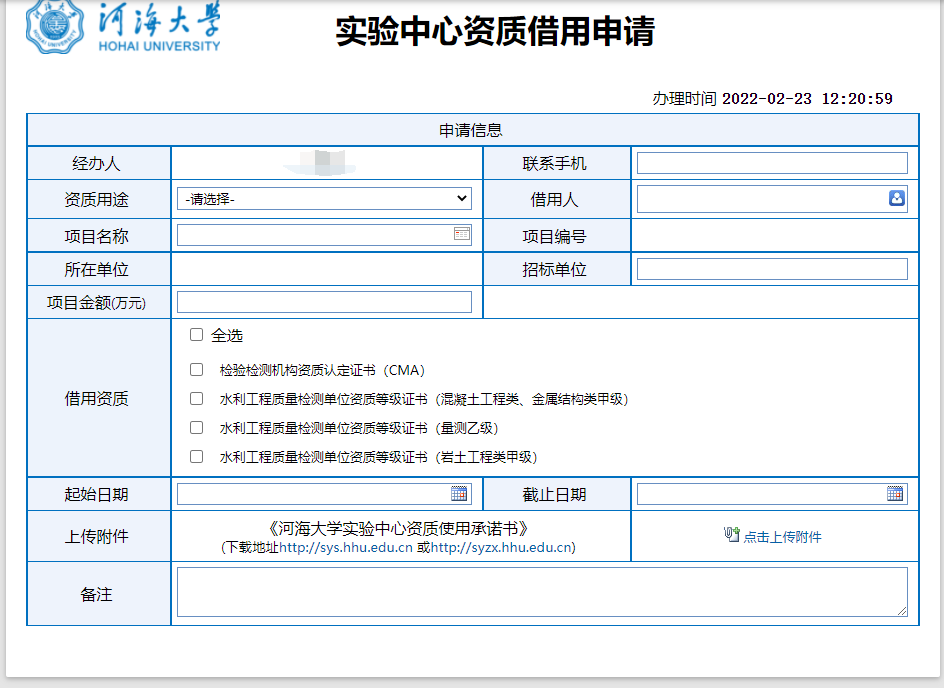 河海大学
HOHAI UNIVERSITY
实验中心资质借用申请
办理时间 2022-02-23 12:20:59
申请信息
经办人 联系手机
资质用途 -请选择- 借用人
项目名称 项目编号
所在单位 招标单位
项目金额(万元)
全选
检验检测机构资质认定证书（CMA）
水利工程质量检测单位资质等级证书（混凝土工程类、金属结构类甲级）
借用资质
水利工程质量检测单位资质等级证书（量测乙级）
水利工程质量检测单位资质等级证书（岩土工程类甲级）
起始日期 截止日期
上传附件 《河海大学实验中心资质使用承诺书》
(下载地址http://sys.hhu.edu.cn 或http://syzx.hhu.edu.cn)
点击上传附件
备注